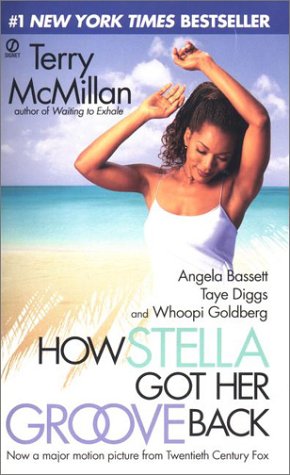 #1 NEW YORK TIMES BESTSELLER
SIGNET
Terry
McMillan
author of Waiting to Exhale
Angela Bassett
Taye Diggs
and Whoopi Goldberg
HOW STELLA
GOT HER
GROOVE BACK
Now a major motion picture from Twentieth Century Fox